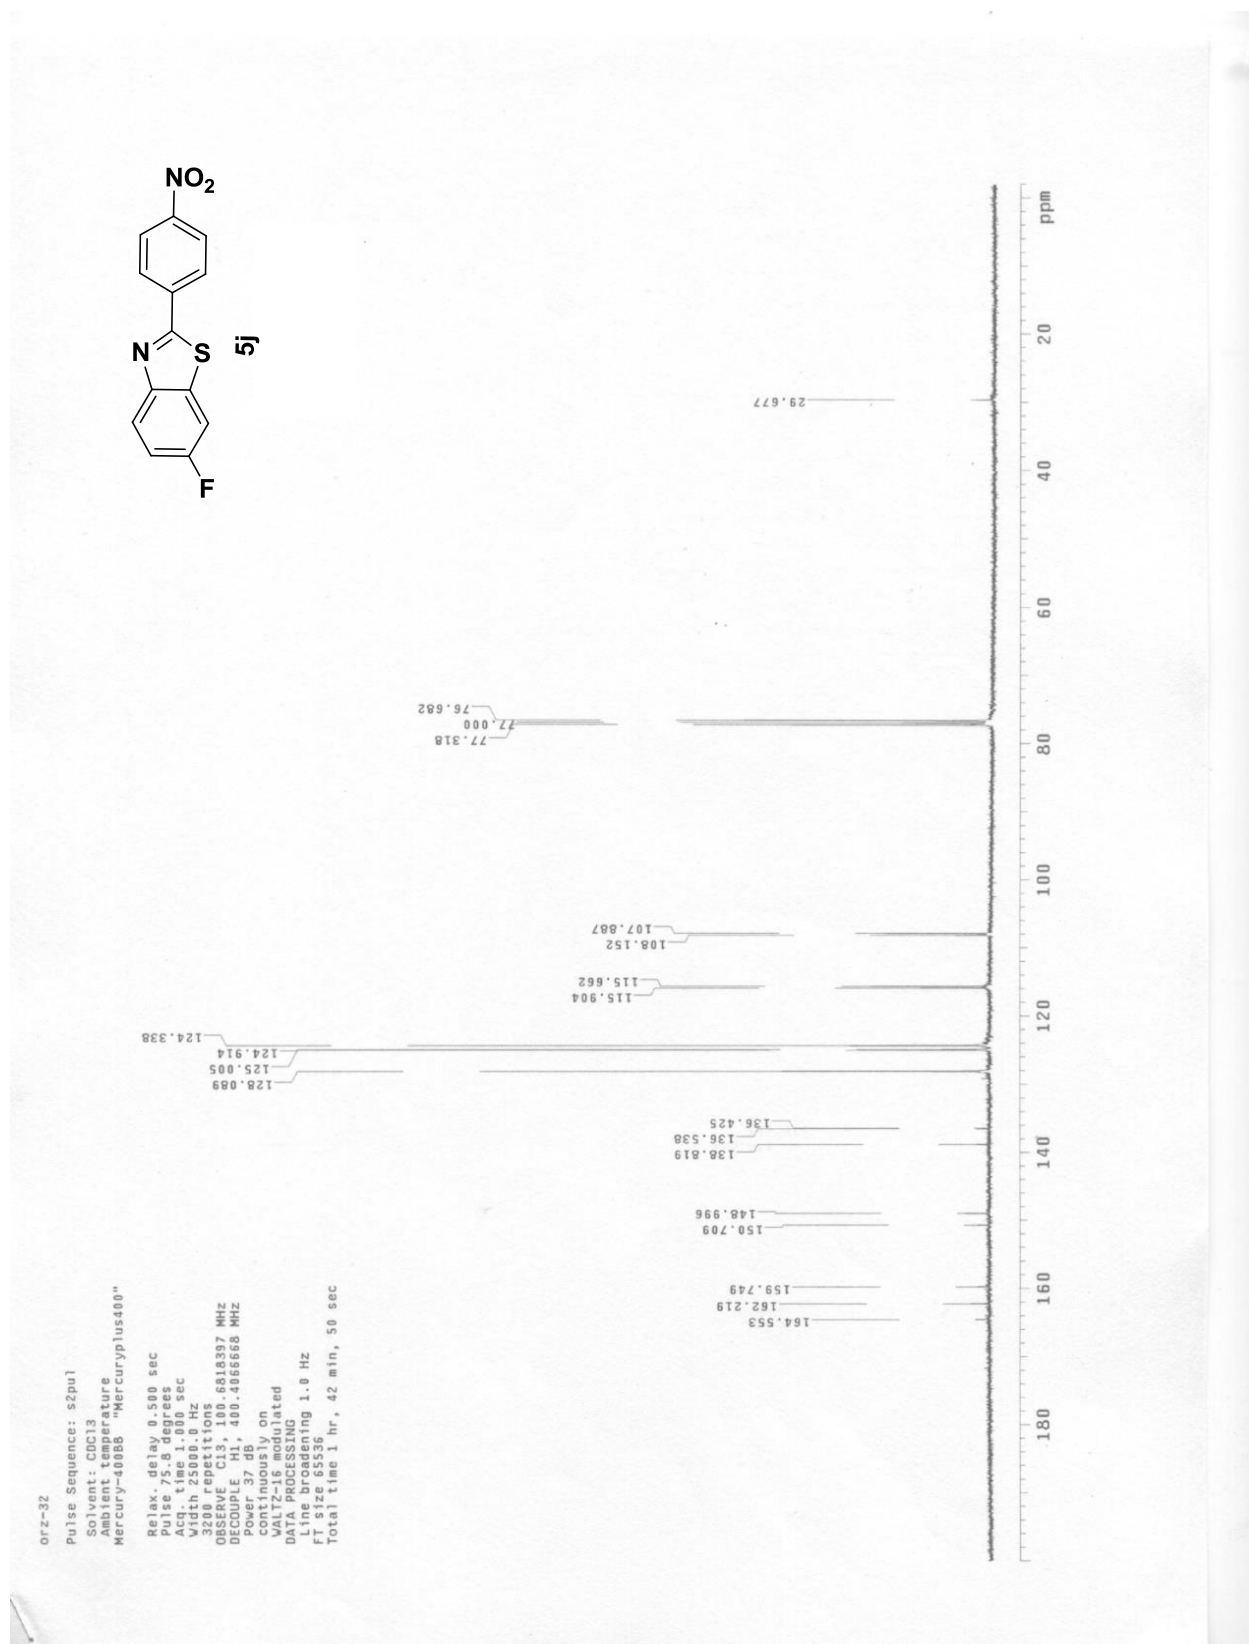 orz-32
Pulse Sequence: s2pul
Solvent: CDCl3
Ambient temperature
Mercury-400BB "Mercuryplus400"
Relax. delay 0.500 sec
Pulse 75.8 degrees
Acq. time 1.000 sec
Width 25000.0 Hz
3200 repetitions
OBSERVE C13, 100.6818397 MHz
DECOUPLE H1, 400.4066668 MHz
Power 37 dB
continuously on
WALTZ-16 modulated
DATA PROCESSING
Line broadening 1.0 Hz
FT size 65536
Total time 1 hr, 42 min, 50 sec
F
N
S
NO2
5j
164.553
162.219
159.749
150.709
148.996
138.819
136.538
136.425
128.089
125.005
124.914
124.338
115.904
115.662
108.152
107.887
77.318
77.000
76.682
29.677
180
160
140
120
100
80
60
40
20
ppm